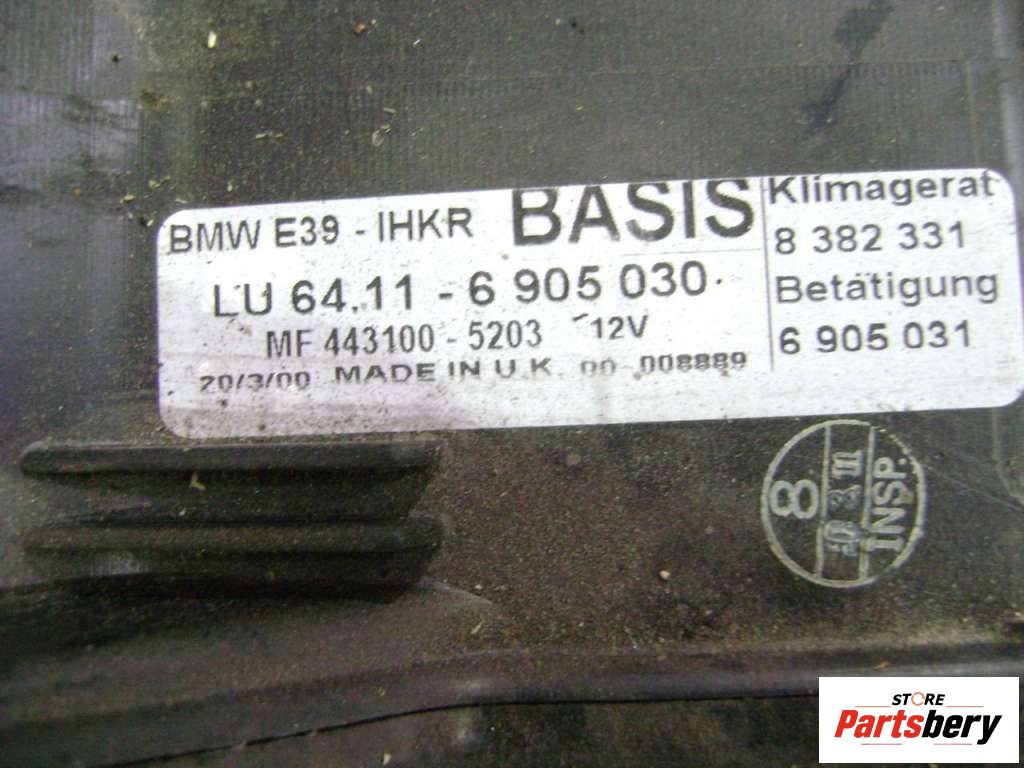 BMW E39 - IHKR BASIS
LU 64.11 - 6 905 030
MF 443100 - 5203 12V
20/3/00 MADE IN U.K. 00 008889
Klimagerat
8 382 331
Betätigung
6 905 031
8
INSP.
STORE
Partsbery